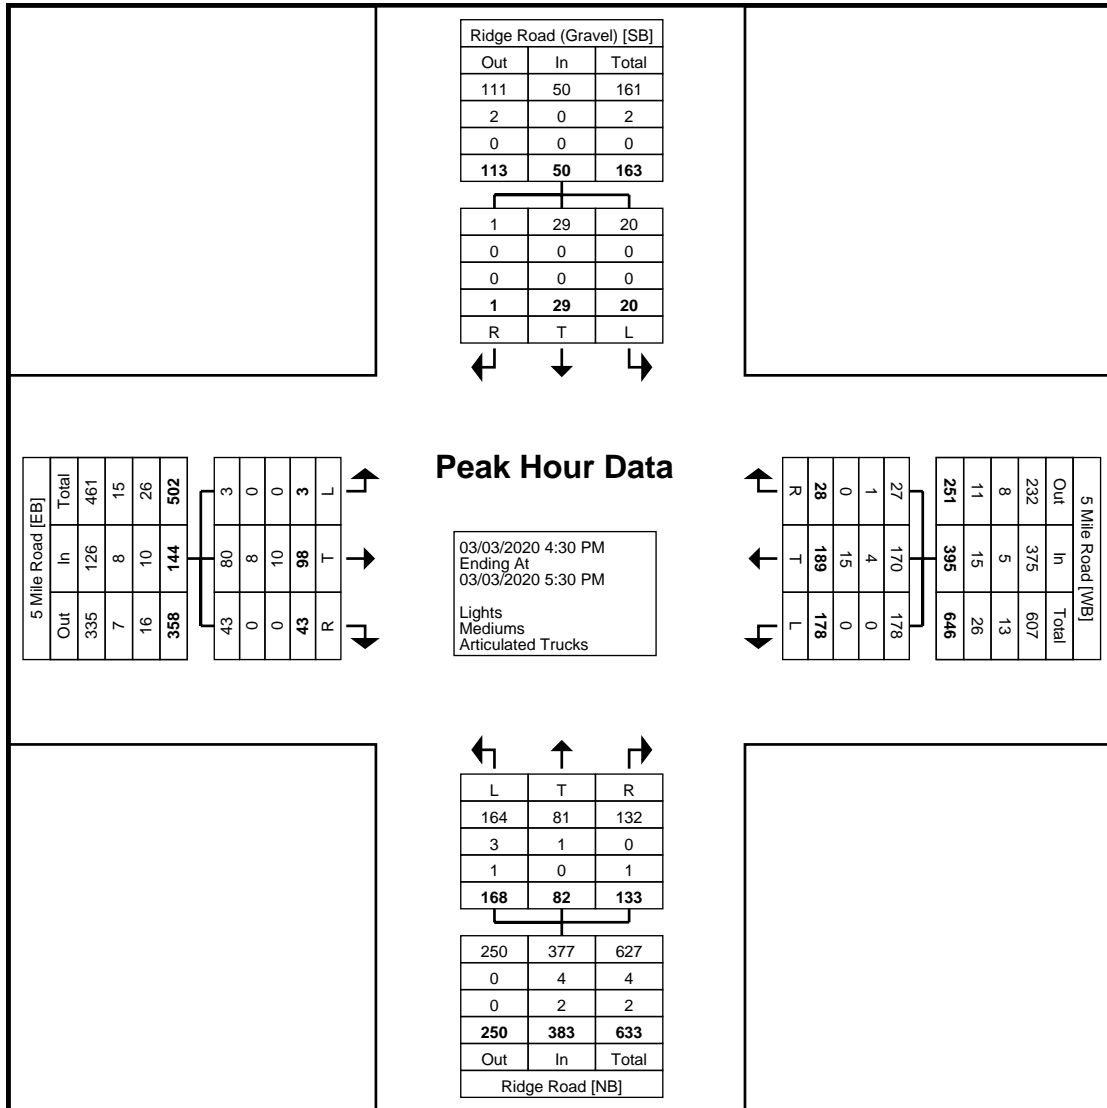 Ridge Road (Gravel) [SB]
Out In Total
111 50 161
2 0 2
0 0 0
113 50 163
1 29 20
0 0 0
0 0 0
1 29 20
R T L
5 Mile Road [EB]
Out In Total
335 126 461
7 8 15
16 10 26
358 144 502
43 80 3
0 8 0
0 10 0
43 98 3
R T L
Peak Hour Data
03/03/2020 4:30 PM
Ending At
03/03/2020 5:30 PM
Lights
Mediums
Articulated Trucks
5 Mile Road [WB]
Out In Total
232 375 607
8 5 13
11 15 26
251 395 646
27 170 178
1 4 0
0 15 0
28 189 178
R T L
L T R
164 81 132
3 1 0
1 0 1
168 82 133
250 377 627
0 4 4
0 2 2
250 383 633
Out In Total
Ridge Road [NB]